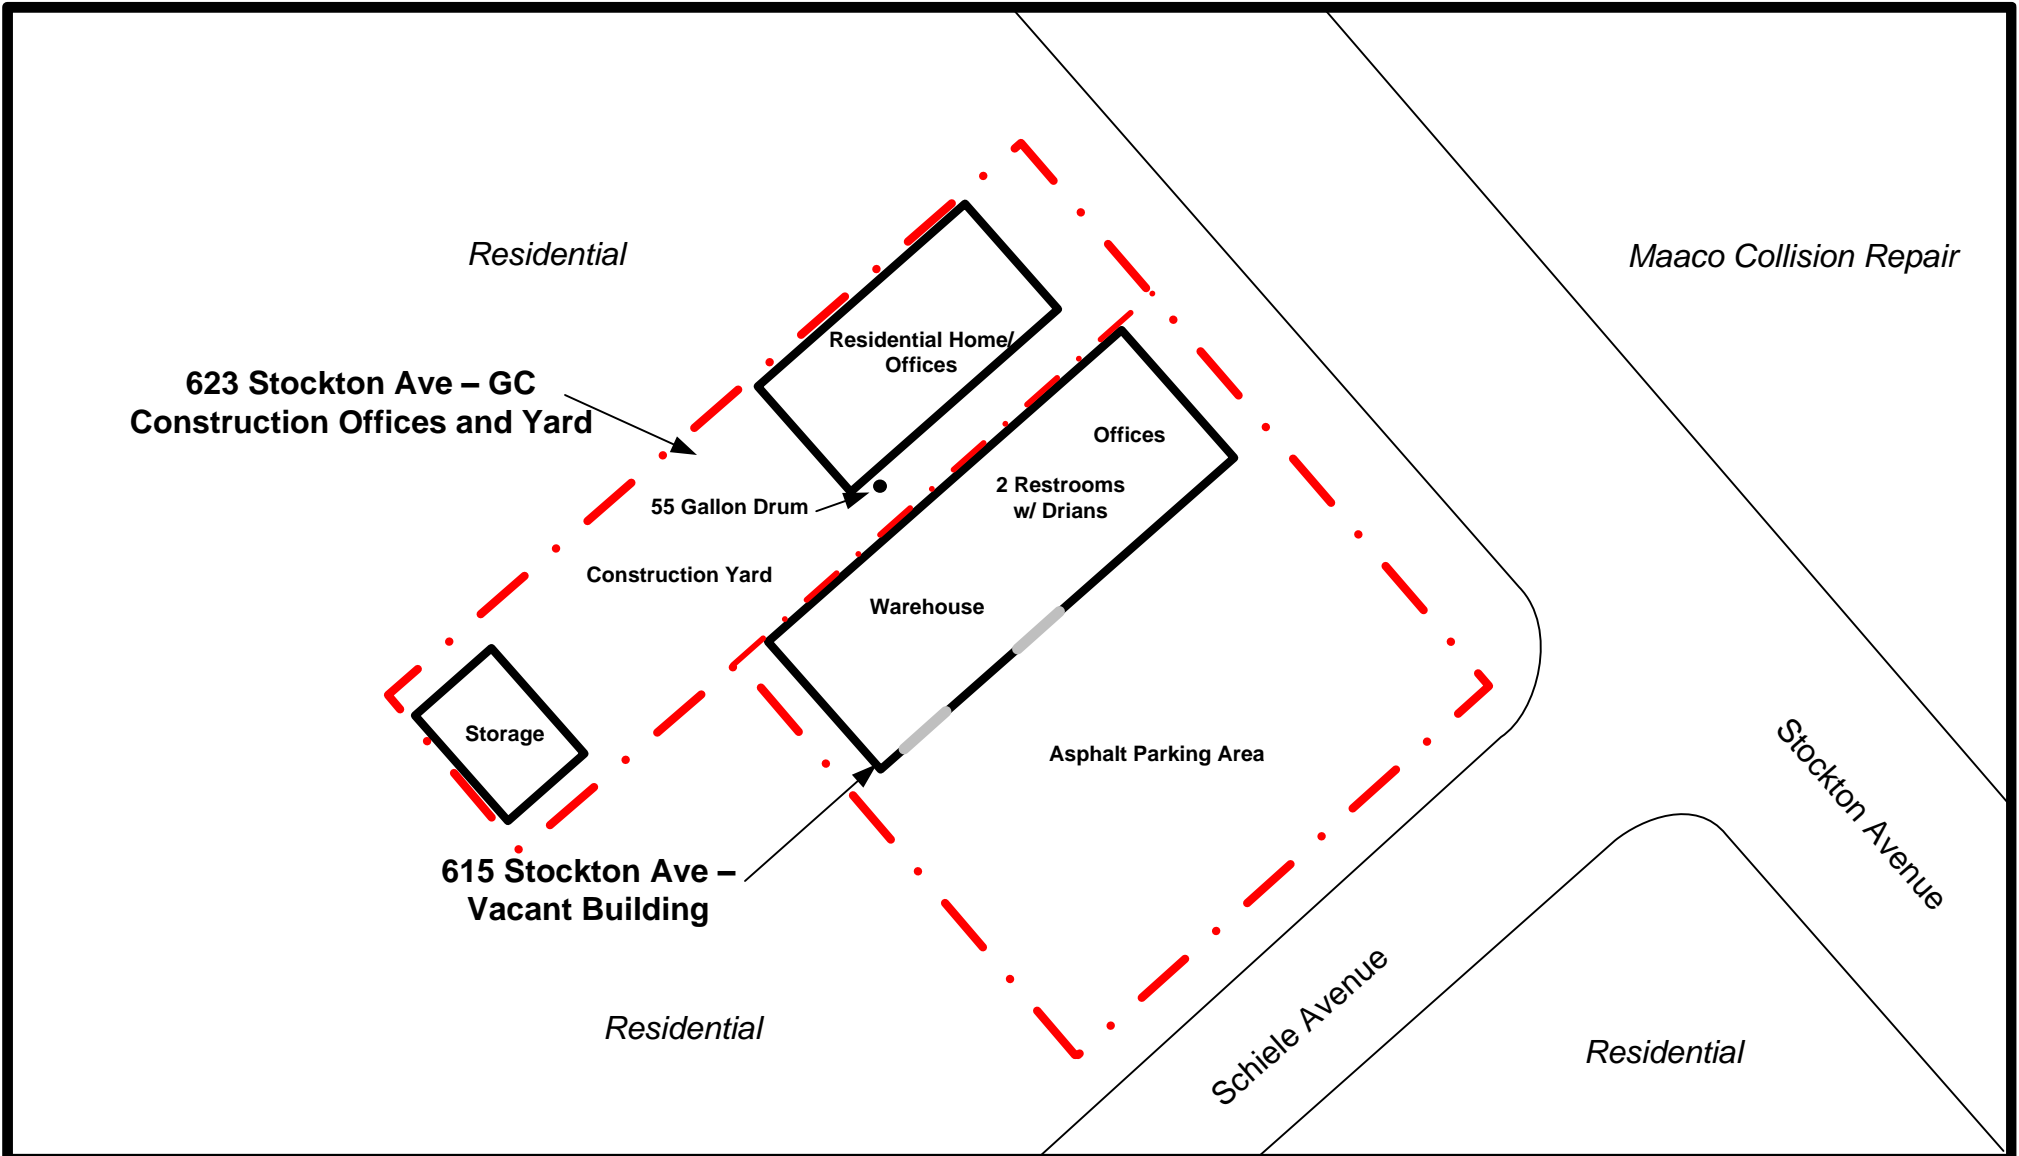 Residential
Maaco Collision Repair
Residential Home/
Offices
623 Stockton Ave – GC
Construction Offices and Yard
Offices
2 Restrooms
w/ Drians
55 Gallon Drum
Construction Yard
Warehouse
Storage
Asphalt Parking Area
Stockton Avenue
615 Stockton Ave –
Vacant Building
Residential
Schiele Avenue
Residential